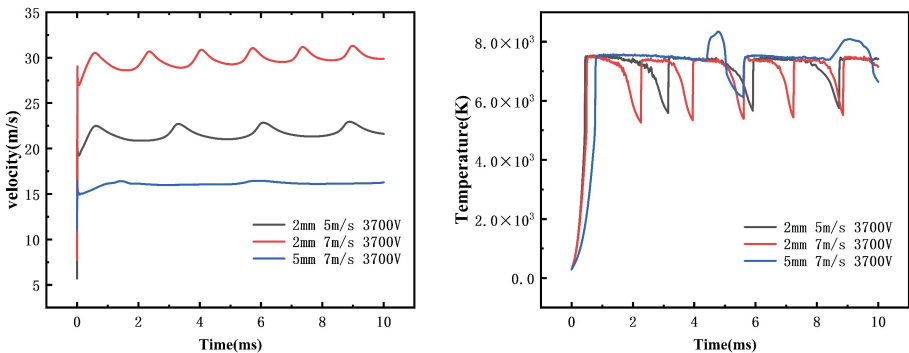 velocity(m/s)
35
30
25
20
15
10
5
2mm 5m/s 3700V
2mm 7m/s 3700V
5mm 7m/s 3700V
0 2 4 6 8 10
Time(ms)
Temperature(K)
8.0×10³
6.0×10³
4.0×10³
2.0×10³
0.0
2mm 5m/s 3700V
2mm 7m/s 3700V
5mm 7m/s 3700V
0 2 4 6 8 10
Time(ms)